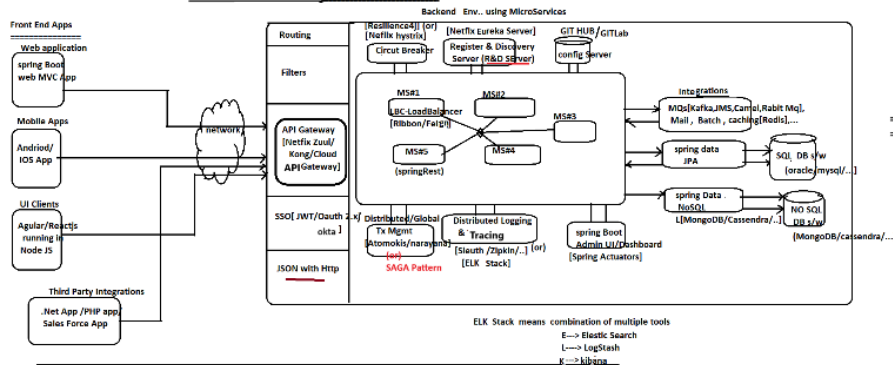 Backend Env.. using MicroServices
Front End Apps
Web application
spring Boot
web MVC App
Mobile Apps
Andriod/
IOS App
UI Clients
Agular/Reactjs
running in
Node JS
Third Party Integrations
.Net App /PHP app/
Sales Force App
network
Routing
Filters
API Gateway
[Netfix Zuul/
Kong/Cloud
API Gateway]
SSO[ JWT/Oauth 2.x/
okta ]
JSON with Http
[Resilience4J] (or)
[Neflix hystrix]
Circut Breaker
[Netfix Eureka Server]
Register & Discovery
Server (R&D SErver)
GIT HUB/GITLab
config Server
MS#1
LBC-LoadBalancer
[Ribbon/Feign]
MS#2
MS#3
MS#5
(springRest)
MS#4
Distributed/Global
Tx Mgmt
[Atomokis/narayana]
(or)
SAGA Pattern
Distributed Logging
& Tracing
[Sleuth /Zipkin/..] (or)
[ELK Stack]
spring Boot
Admin UI/Dashboard
[Spring Actuators]
Integrations
MQs[Kafka,JMS,Camel,Rabit Mq],
Mail , Batch , caching[Redis],...
spring data
JPA
SQL DB s/w
(oracle/mysql/...]
spring Data .
NoSQL
L[MongoDB/Cassendra/...]
NO SQL
DB s/w
(MongoDB/cassendra/...
ELK Stack means combination of multiple tools
E---> Elestic Search
L----> LogStash
K ---> kibana